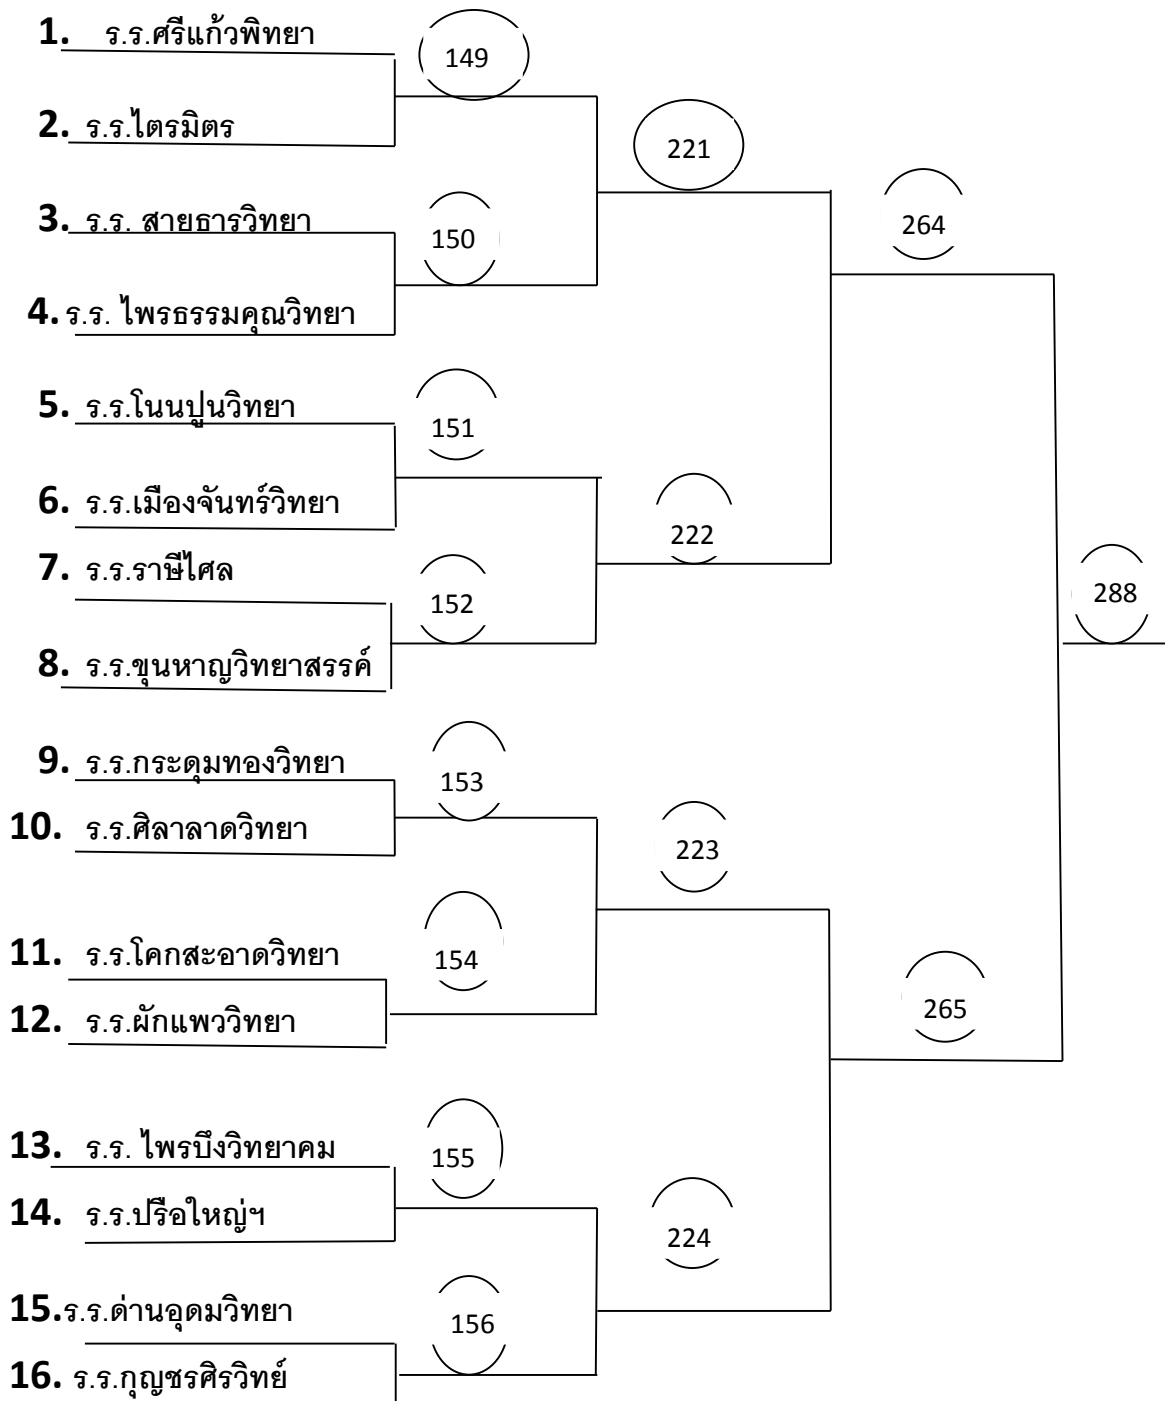 1. ร.ร.ศรีแก้วพิทยา
149
2. ร.ร.ไตรมิตร
221
3. ร.ร. สายธารวิทยา
264
150
4. ร.ร. ไพรธรรมคุณวิทยา
5. ร.ร.โนนปูนวิทยา
151
6. ร.ร.เมืองจันทร์วิทยา
222
7. ร.ร.ราษีไศล
288
152
8. ร.ร.ขุนหาญวิทยาสรรค์
9. ร.ร.กระดุมทองวิทยา
153
10. ร.ร.ศิลาลาดวิทยา
223
11. ร.ร.โคกสะอาดวิทยา
154
12. ร.ร.ผักแพววิทยา
265
13. ร.ร. ไพรบึงวิทยาคม
155
14. ร.ร.ปรือใหญ่ฯ
224
15.ร.ร.ด่านอุดมวิทยา
156
16. ร.ร.กุญชรศิรวิทย์